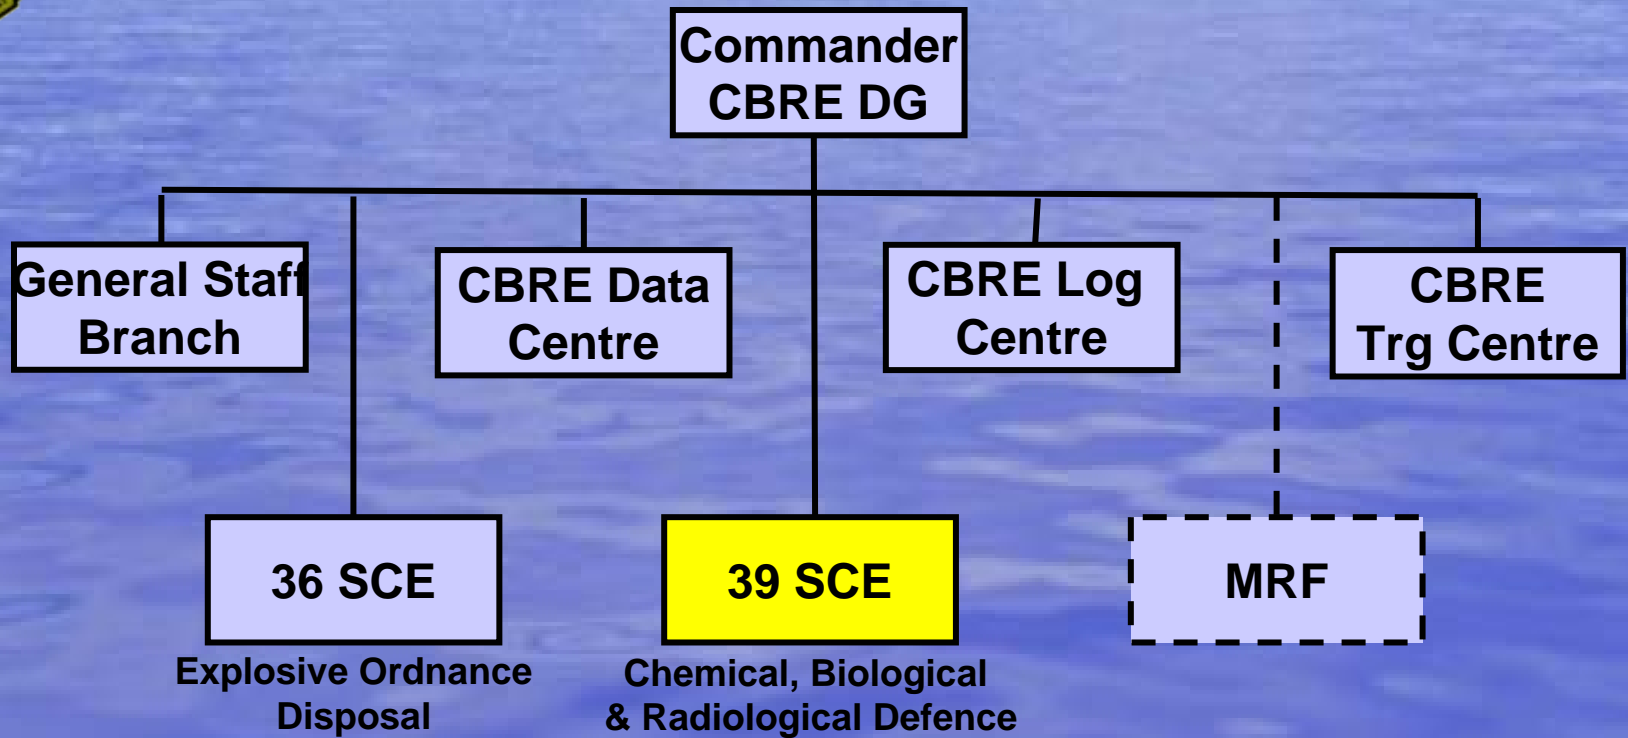 Commander
CBRE DG
General Staff
Branch
CBRE Data
Centre
CBRE Log
Centre
CBRE
Trg Centre
36 SCE
Explosive Ordnance
Disposal
39 SCE
Chemical, Biological
& Radiological Defence
MRF